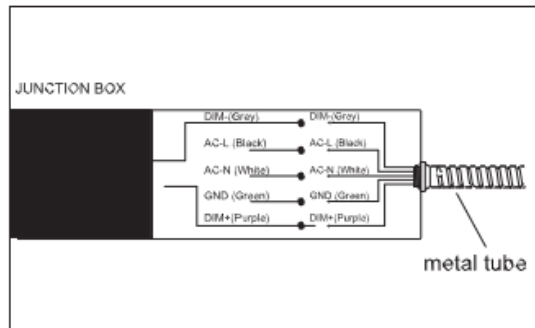 JUNCTION BOX
DIM-(Grey) DIM-(Grey)
AC-L (Black) AC-L (Black)
AC-N (White) AC-N (White)
GND (Green) GND (Green)
DIM+(Purple) DIM+(Purple)
metal tube